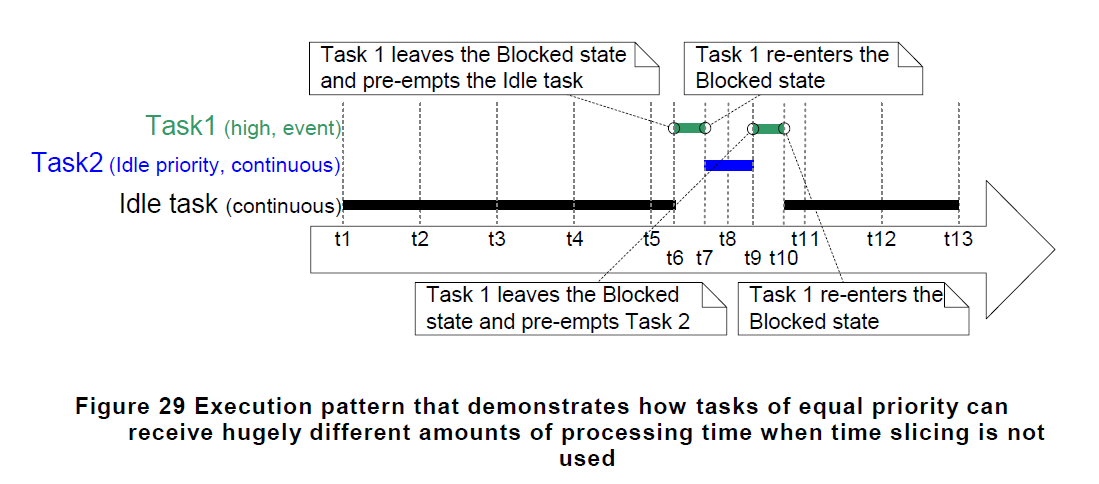 Task 1 leaves the Blocked state
and pre-empts the Idle task
Task 1 re-enters the
Blocked state
Task1 (high, event)
Task2 (Idle priority, continuous)
Idle task (continuous)
t1 t2 t3 t4 t5 t8 t11 t12 t13
t6 t7 t9 t10
Task 1 leaves the Blocked
state and pre-empts Task 2
Task 1 re-enters the
Blocked state
Figure 29 Execution pattern that demonstrates how tasks of equal priority can
receive hugely different amounts of processing time when time slicing is not
used